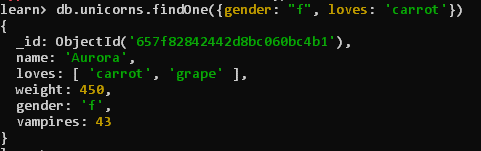 learn> db.unicorns.findOne({gender: "f", loves: 'carrot'})
{
  _id: ObjectId('657f82842442d8bc060bc4b1'),
  name: 'Aurora',
  loves: [ 'carrot', 'grape' ],
  weight: 450,
  gender: 'f',
  vampires: 43
}